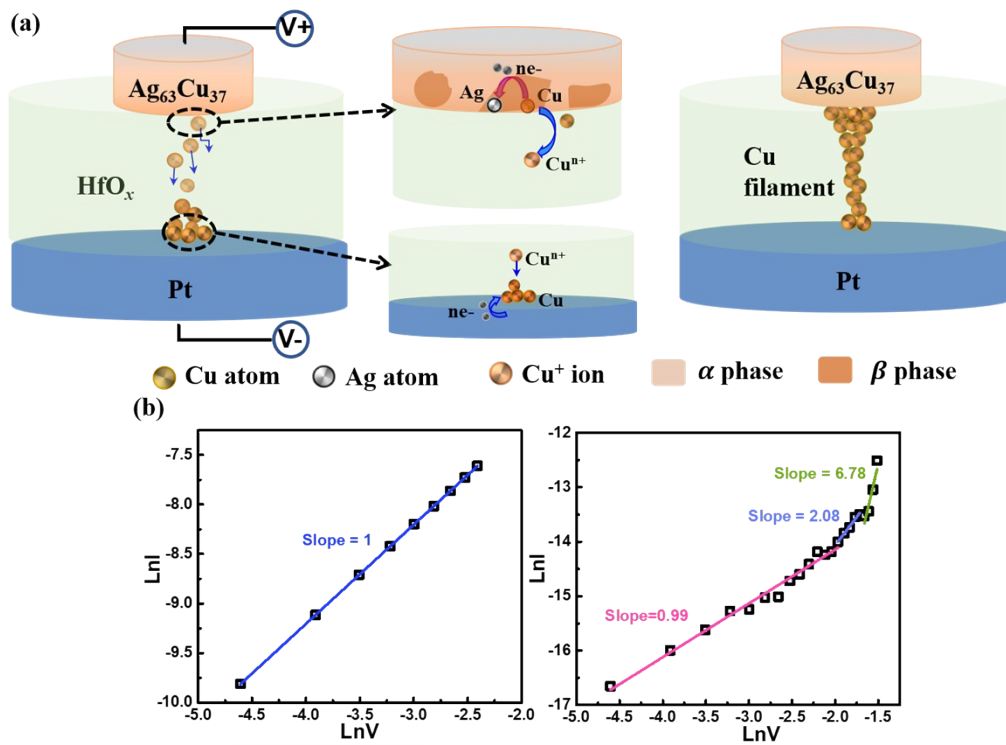 (a)
V+
Ag₆₃Cu₃₇
HfOₓ
Pt
V-
ne-
Ag
Cu
Cuⁿ⁺
Cuⁿ⁺
Cu
ne-
Ag₆₃Cu₃₇
Cu
filament
Pt
Cu atom
Ag atom
Cu⁺ ion
α phase
β phase
(b)
-7.5
-8.0
-8.5
-9.0
-9.5
-10.0
LnI
Slope = 1
-5.0 -4.5 -4.0 -3.5 -3.0 -2.5 -2.0
LnV
-12
-13
-14
-15
-16
-17
LnI
Slope = 6.78
Slope = 2.08
Slope=0.99
-5.0 -4.5 -4.0 -3.5 -3.0 -2.5 -2.0 -1.5
LnV